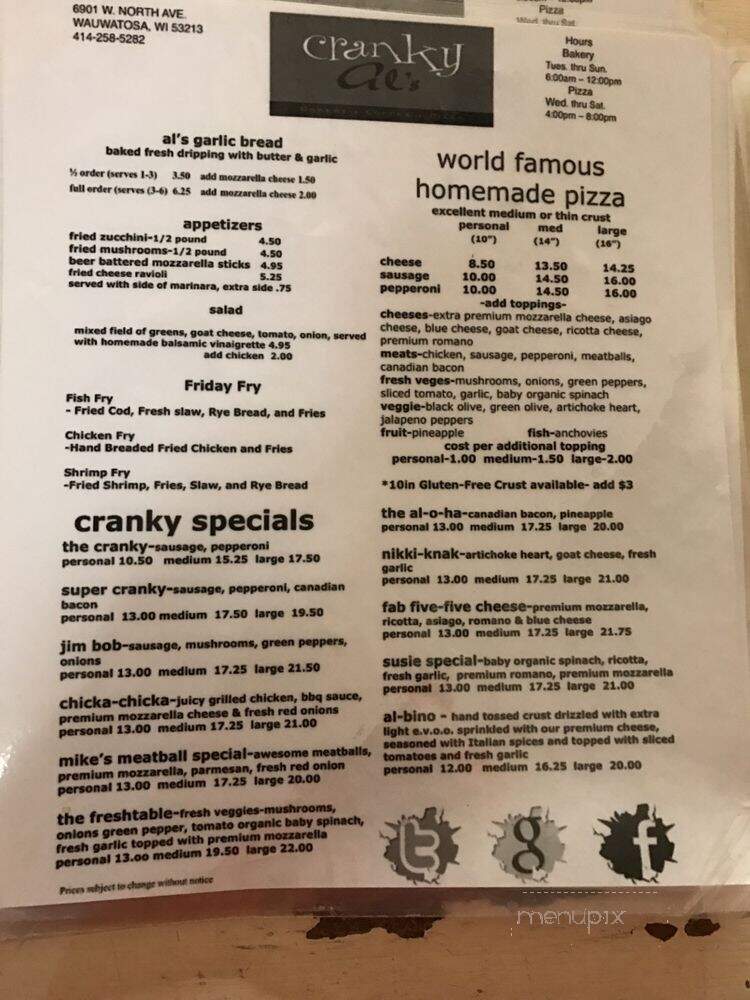 6901 W. NORTH AVE.
WAUWATOSA, WI 53213
414-258-5282
cranky
al's
Pizza
Wed. thru Sat.
Hours
Bakery
Tues. thru Sun.
6:00am – 12:00pm
Pizza
Wed. thru Sat.
4:00pm – 8:00pm
al's garlic bread
baked fresh dripping with butter & garlic
½ order (serves 1-3) 3.50 add mozzarella cheese 1.50
full order (serves (3-6) 6.25 add mozzarella cheese 2.00
appetizers
fried zucchini-1/2 pound 4.50
fried mushrooms-1/2 pound 4.50
beer battered mozzarella sticks 4.95
fried cheese ravioli 5.25
served with side of marinara, extra side .75
salad
mixed field of greens, goat cheese, tomato, onion, served
with homemade balsamic vinaigrette 4.95
add chicken 2.00
Friday Fry
Fish Fry
- Fried Cod, Fresh slaw, Rye Bread, and Fries
Chicken Fry
-Hand Breaded Fried Chicken and Fries
Shrimp Fry
-Fried Shrimp, Fries, Slaw, and Rye Bread
cranky specials
the cranky-sausage, pepperoni
personal 10.50 medium 15.25 large 17.50
super cranky-sausage, pepperoni, canadian
bacon
personal 13.00 medium 17.50 large 19.50
jim bob-sausage, mushrooms, green peppers,
onions
personal 13.00 medium 17.25 large 21.50
chicka-chicka-juicy grilled chicken, bbq sauce,
premium mozzarella cheese & fresh red onions
personal 13.00 medium 17.25 large 21.00
mike's meatball special-awesome meatballs,
premium mozzarella, parmesan, fresh red onion
personal 13.00 medium 17.25 large 20.00
the freshtable-fresh veggies-mushrooms,
onions green pepper, tomato organic baby spinach,
fresh garlic topped with premium mozzarella
personal 13.oo medium 19.50 large 22.00
Prices subject to change without notice
world famous
homemade pizza
excellent medium or thin crust
personal med large
(10") (14") (16")
cheese 8.50 13.50 14.25
sausage 10.00 14.50 16.00
pepperoni 10.00 14.50 16.00
-add toppings-
cheeses-extra premium mozzarella cheese, asiago
cheese, blue cheese, goat cheese, ricotta cheese,
premium romano
meats-chicken, sausage, pepperoni, meatballs,
canadian bacon
fresh veges-mushrooms, onions, green peppers,
sliced tomato, garlic, baby organic spinach
veggie-black olive, green olive, artichoke heart,
jalapeno peppers
fruit-pineapple fish-anchovies
cost per additional topping
personal-1.00 medium-1.50 large-2.00
*10in Gluten-Free Crust available- add $3
the al-o-ha-canadian bacon, pineapple
personal 13.00 medium 17.25 large 20.00
nikki-knak-artichoke heart, goat cheese, fresh
garlic
personal 13.00 medium 17.25 large 21.00
fab five-five cheese-premium mozzarella,
ricotta, asiago, romano & blue cheese
personal 13.00 medium 17.25 large 21.75
susie special-baby organic spinach, ricotta,
fresh garlic, premium romano, premium mozzarella
personal 13.00 medium 17.25 large 21.00
al-bino - hand tossed crust drizzled with extra
light e.v.o.o. sprinkled with our premium cheese,
seasoned with Italian spices and topped with sliced
tomatoes and fresh garlic
personal 12.00 medium 16.25 large 20.00
t g f
menupix